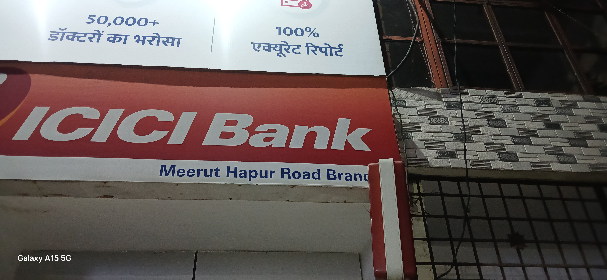 50,000+
डॉक्टरों का भरोसा
100%
एक्यूरेट रिपोर्ट
ICICI Bank
Meerut Hapur Road Branc
Galaxy A15 5G